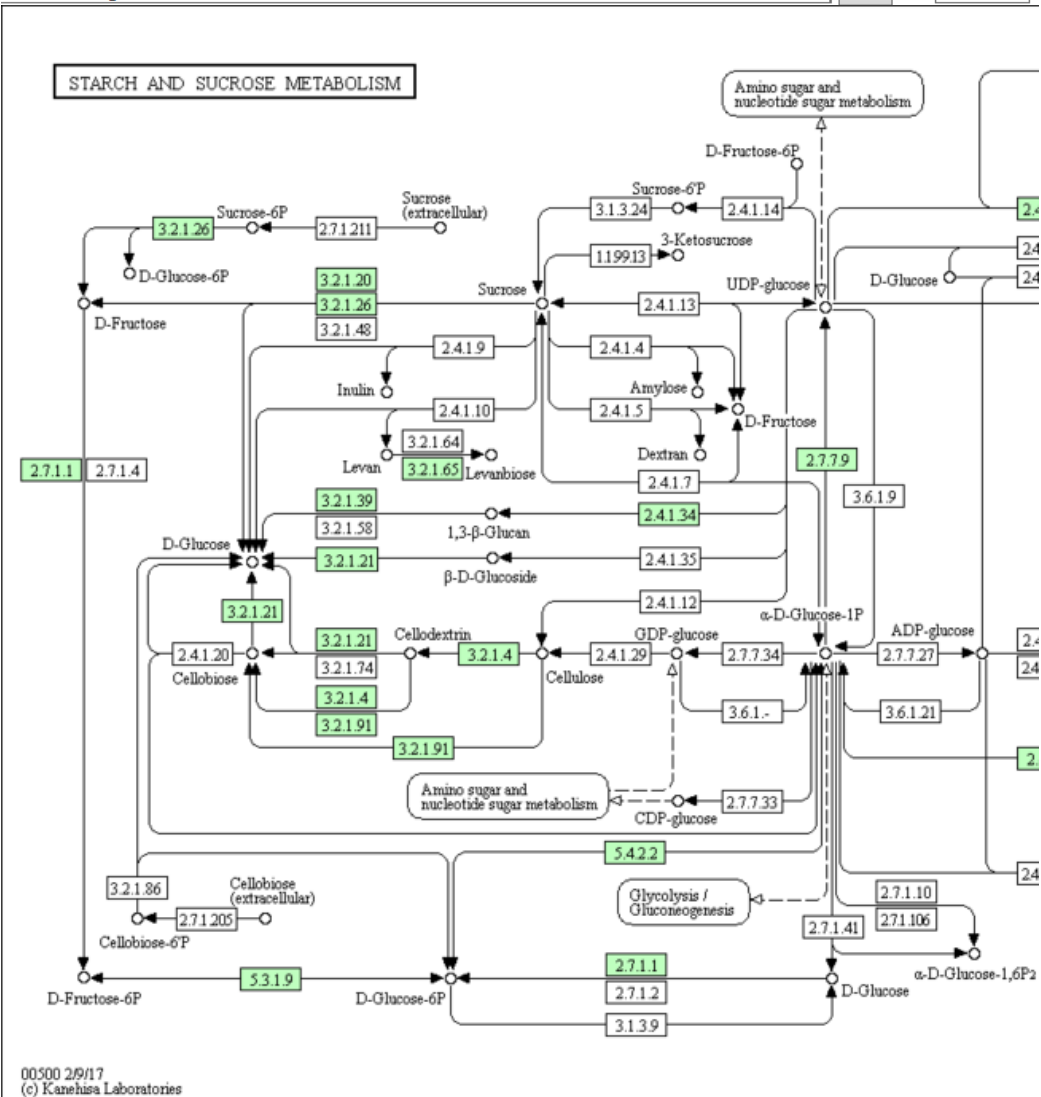 STARCH AND SUCROSE METABOLISM
Amino sugar and
nucleotide sugar metabolism
D-Fructose-6P
Sucrose-6P
3.2.1.26
2.7.1.211
Sucrose
(extracellular)
Sucrose-6'P
3.1.3.24
2.4.1.14
D-Glucose-6P
3-Ketosucrose
1.1.99.13
UDP-glucose
D-Glucose
3.2.1.20
3.2.1.26
3.2.1.48
Sucrose
2.4.1.13
D-Fructose
2.4.1.9
2.4.1.4
Inulin
Amylose
2.4.1.10
2.4.1.5
D-Fructose
3.2.1.64
3.2.1.65
Levan
Levanbiose
Dextran
2.7.1.1
2.7.1.4
2.4.1.7
2.7.7.9
3.6.1.9
3.2.1.39
3.2.1.58
1,3-β-Glucan
2.4.1.34
D-Glucose
3.2.1.21
β-D-Glucoside
2.4.1.35
3.2.1.21
2.4.1.12
α-D-Glucose-1P
2.4.1.20
Cellobiose
3.2.1.21
3.2.1.74
Cellodextrin
3.2.1.4
Cellulose
2.4.1.29
GDP-glucose
2.7.7.34
2.7.7.27
ADP-glucose
3.2.1.4
3.2.1.91
3.6.1.-
3.6.1.21
3.2.1.91
Amino sugar and
nucleotide sugar metabolism
CDP-glucose
2.7.7.33
5.4.2.2
3.2.1.86
Cellobiose
(extracellular)
2.7.1.205
Cellobiose-6'P
Glycolysis /
Gluconeogenesis
2.7.1.10
2.7.1.106
2.7.1.41
α-D-Glucose-1,6P2
D-Fructose-6P
5.3.1.9
D-Glucose-6P
2.7.1.1
2.7.1.2
3.1.3.9
D-Glucose
00500 2/9/17
(c) Kanehisa Laboratories